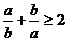 a/b + b/a ≥ 2